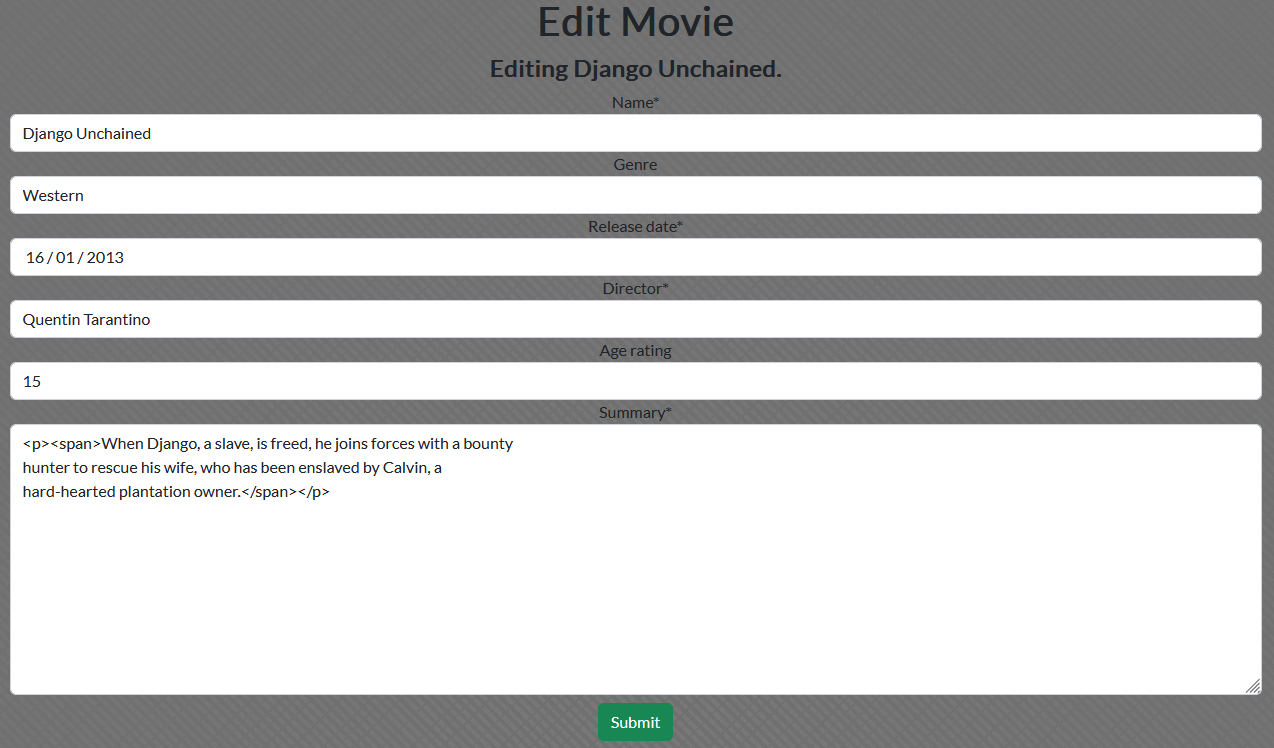 Edit Movie
Editing Django Unchained.
Name*
Django Unchained
Genre
Western
Release date*
16 / 01 / 2013
Director*
Quentin Tarantino
Age rating
15
Summary*
<p><span>When Django, a slave, is freed, he joins forces with a bounty
hunter to rescue his wife, who has been enslaved by Calvin, a
hard-hearted plantation owner.</span></p>
Submit